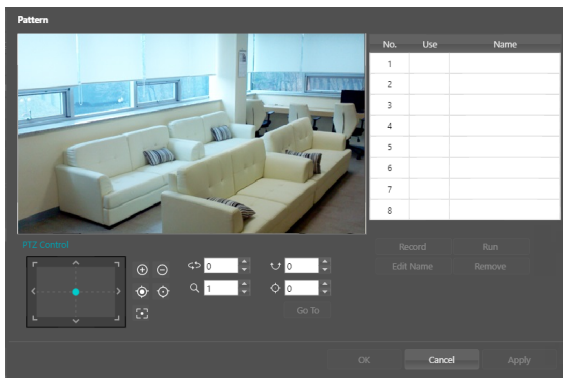 Pattern
No. Use Name
1
2
3
4
5
6
7
8
PTZ Control
0 0
1 0
Go To
Record Run
Edit Name Remove
OK Cancel Apply